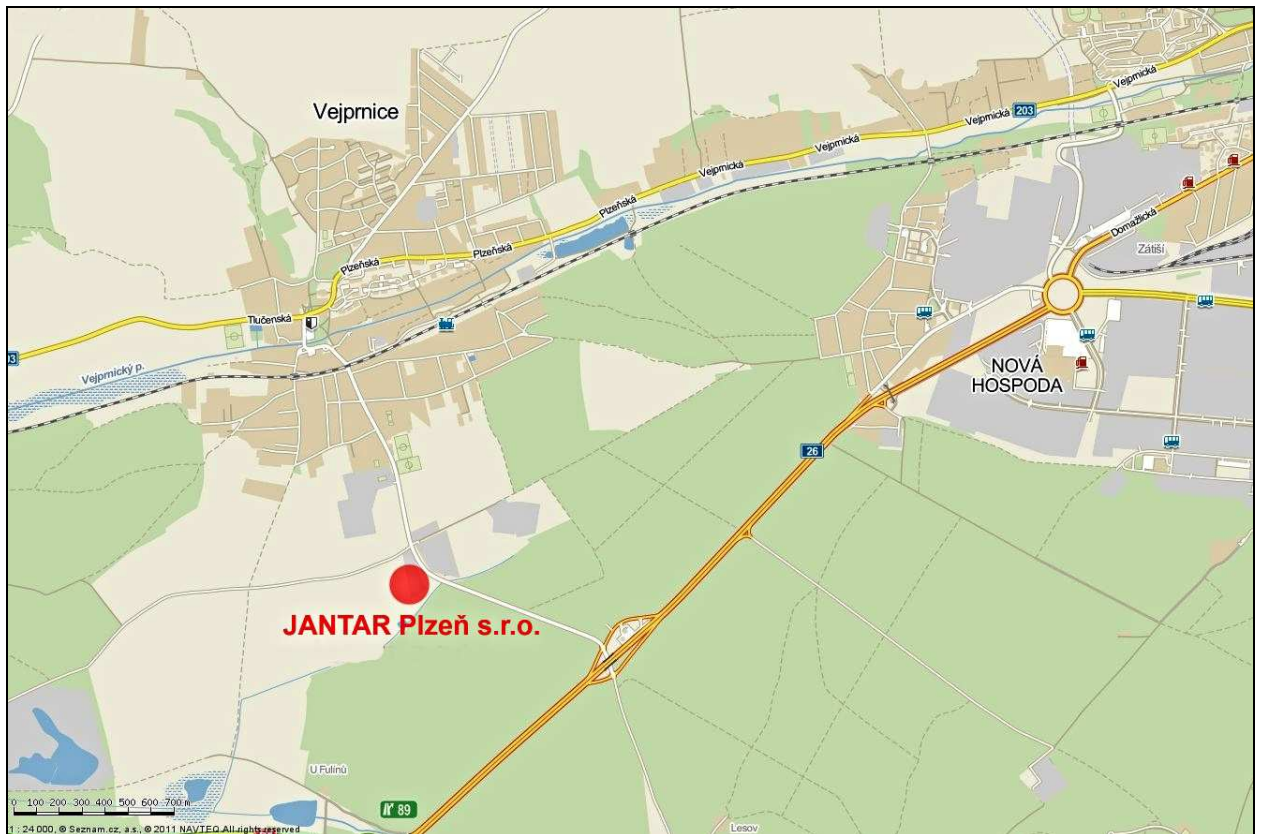 Vejprnice
Vejprnická
Vejprnická
203
Vejprnická
Vejprnická
Vejprnická
Plzeňská
Plzeňská
Plzeňská
Domažlická
Zátiší
Tlučenská
Vejprnický p.
NOVÁ
HOSPODA
26
JANTAR Plzeň s.r.o.
U Fulínů
89
0 100 200 300 400 500 600 700 m
1 : 24 000, © Seznam.cz, a.s., © 2011 NAVTEQ All rights reserved
Lesov